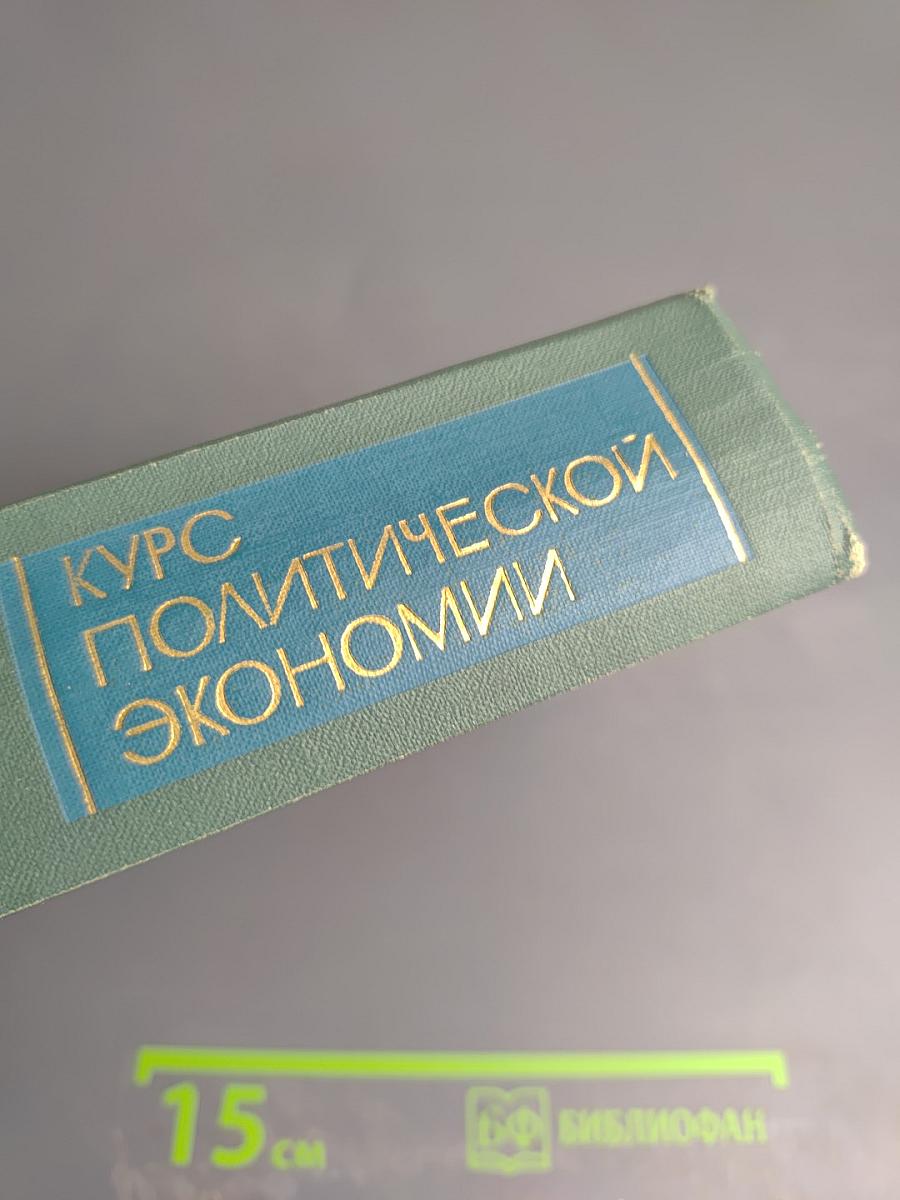 КУРС
ПОЛИТИЧЕСКОЙ
ЭКОНОМИИ
15 см
БФ БИБЛИОФАН